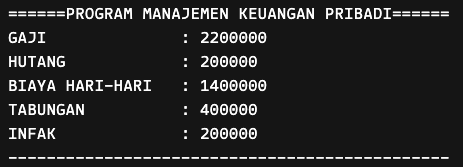 ======PROGRAM MANAJEMEN KEUANGAN PRIBADI======
GAJI : 2200000
HUTANG : 200000
BIAYA HARI-HARI : 1400000
TABUNGAN : 400000
INFAK : 200000
----------------------------------------------